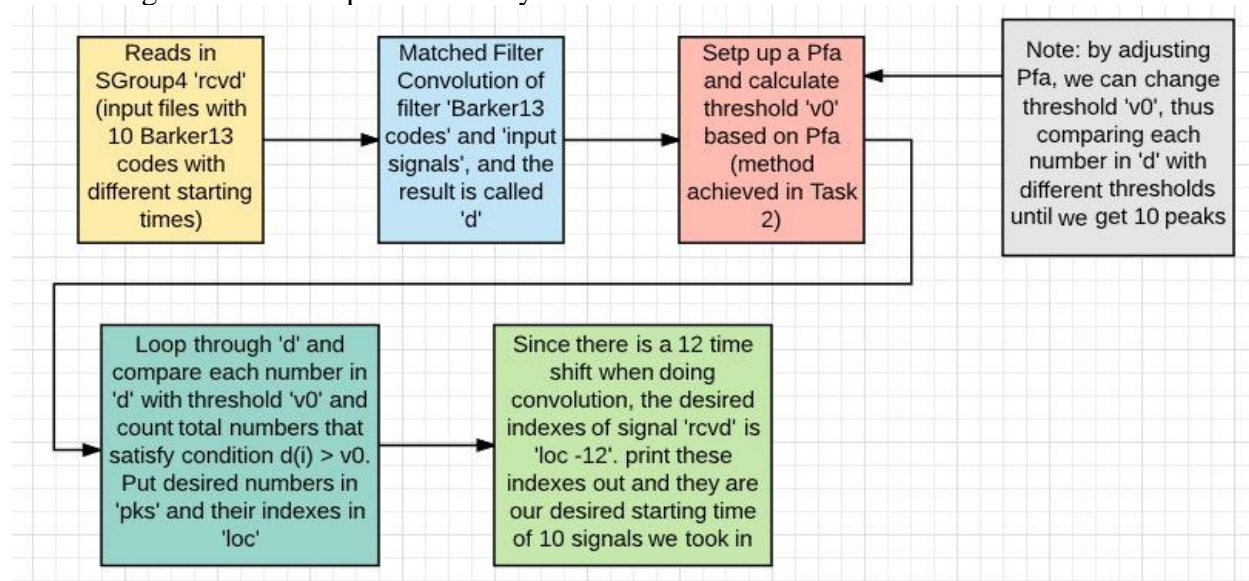 Reads in
SGroup4 'rcvd'
(input files with
10 Barker13
codes with
different starting
times)
Matched Filter
Convolution of
filter 'Barker13
codes' and 'input
signals', and the
result is called
'd'
Setp up a Pfa
and calculate
threshold 'v0'
based on Pfa
(method
achieved in Task
2)
Note: by adjusting
Pfa, we can change
threshold 'v0', thus
comparing each
number in 'd' with
different thresholds
until we get 10 peaks
Loop through 'd' and
compare each number in
'd' with threshold 'v0' and
count total numbers that
satisfy condition d(i) > v0.
Put desired numbers in
'pks' and their indexes in
'loc'
Since there is a 12 time
shift when doing
convolution, the desired
indexes of signal 'rcvd' is
'loc -12'. print these
indexes out and they are
our desired starting time
of 10 signals we took in